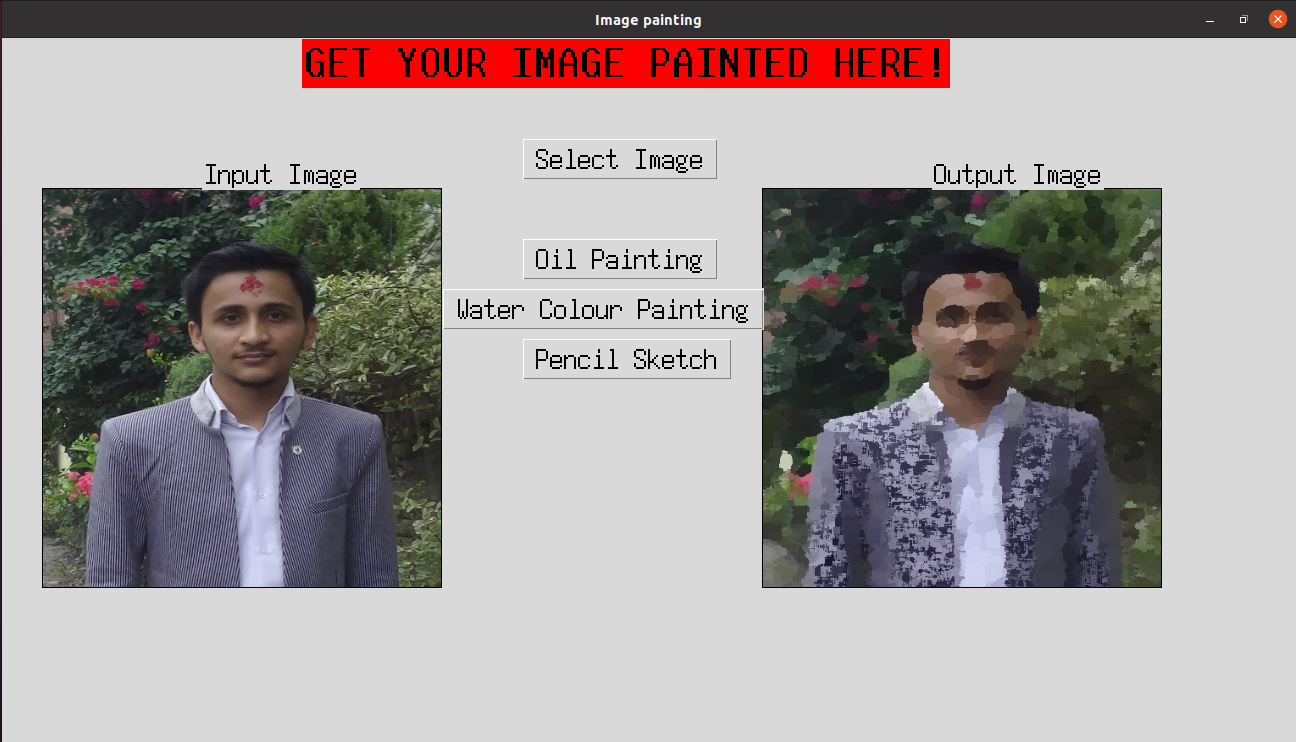 Image painting
GET YOUR IMAGE PAINTED HERE!
Select Image
Input Image
Output Image
Oil Painting
Water Colour Painting
Pencil Sketch